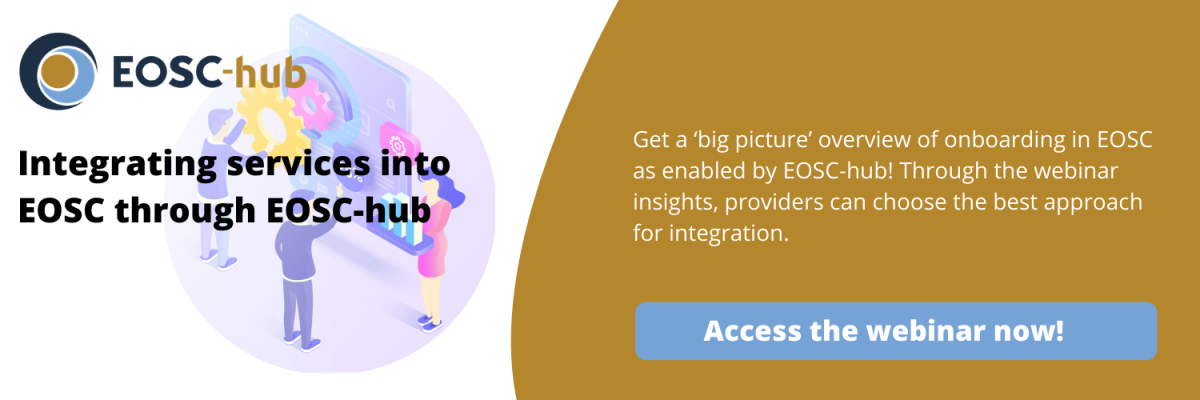 EOSC-hub
Integrating services into
EOSC through EOSC-hub
Get a ‘big picture’ overview of onboarding in EOSC
as enabled by EOSC-hub! Through the webinar
insights, providers can choose the best approach
for integration.
Access the webinar now!